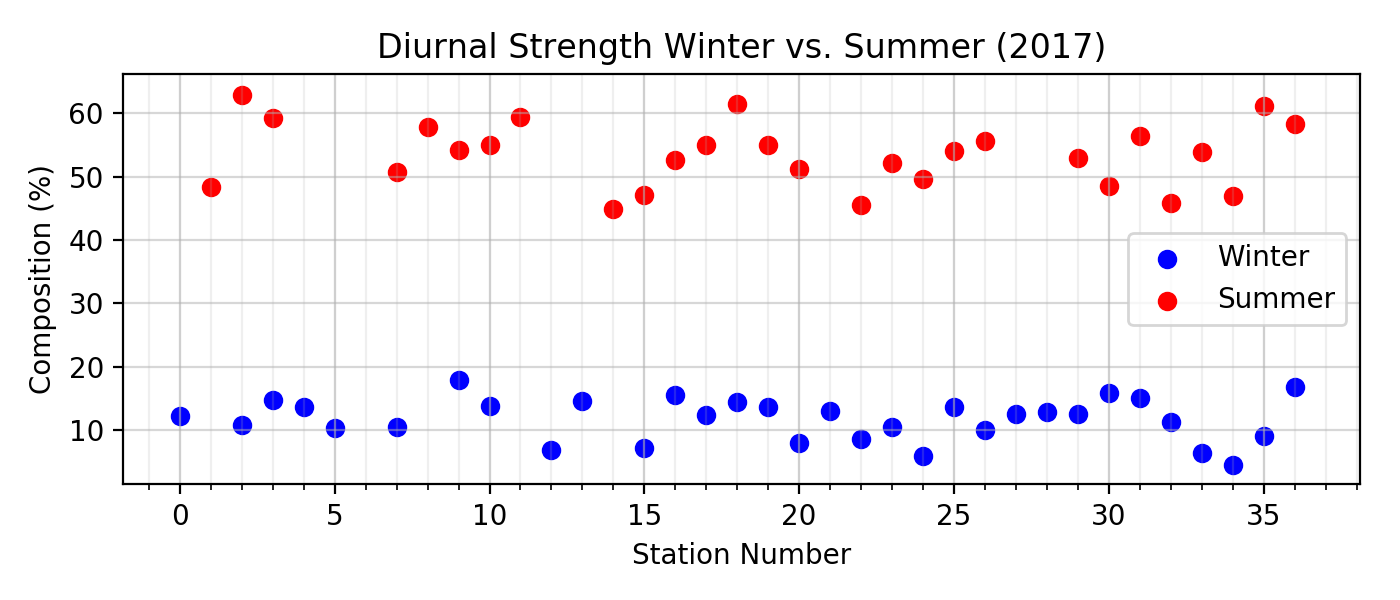 Diurnal Strength Winter vs. Summer (2017)
Composition (%)
60
50
40
30
20
10
Winter
Summer
0 5 10 15 20 25 30 35
Station Number